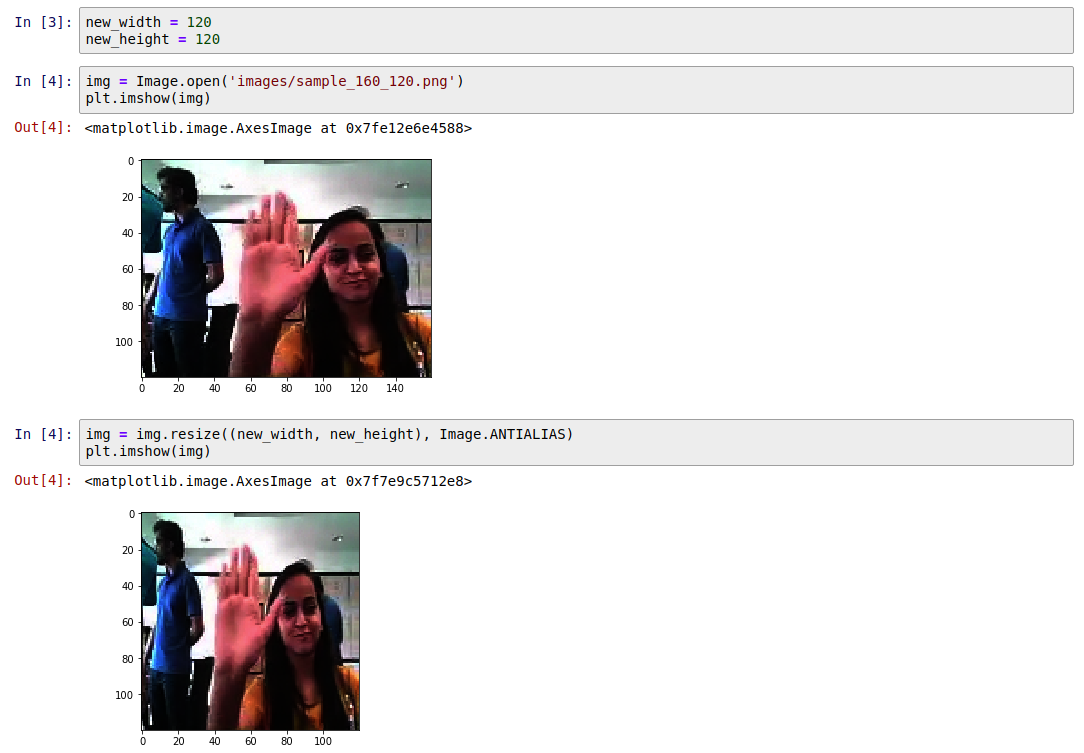 In [3]: new_width = 120
new_height = 120
In [4]: img = Image.open('images/sample_160_120.png')
plt.imshow(img)
Out[4]: <matplotlib.image.AxesImage at 0x7fe12e6e4588>
0
20
40
60
80
100
0 20 40 60 80 100 120 140
In [4]: img = img.resize((new_width, new_height), Image.ANTIALIAS)
plt.imshow(img)
Out[4]: <matplotlib.image.AxesImage at 0x7f7e9c5712e8>
0
20
40
60
80
100
0 20 40 60 80 100